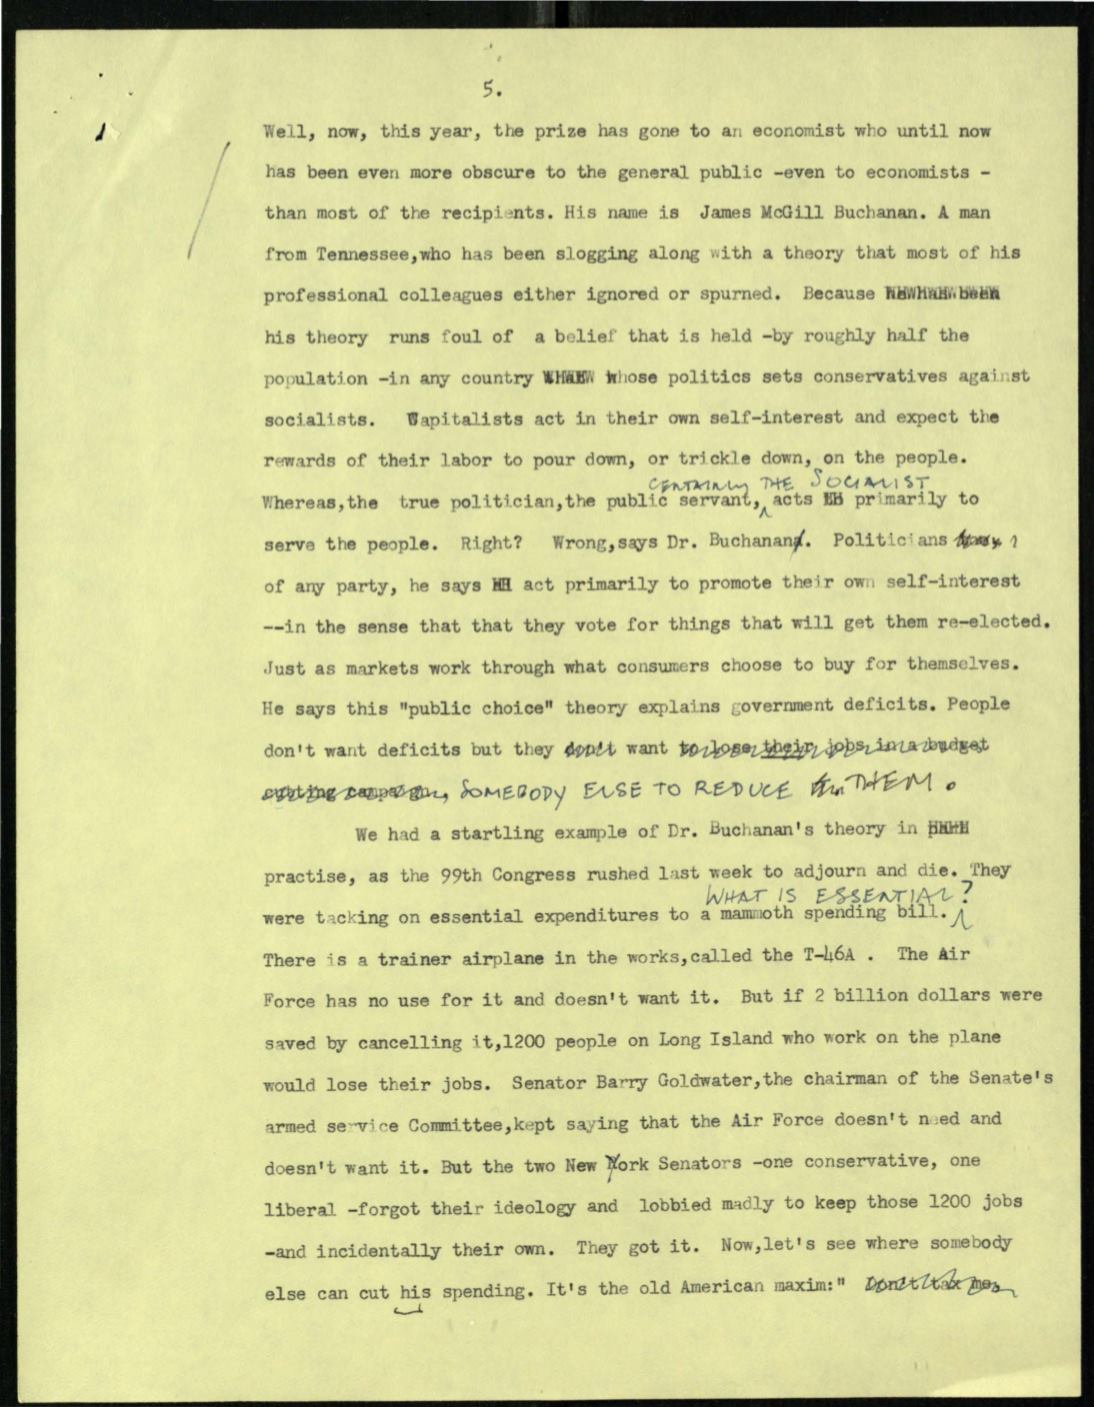 5.
Well, now, this year, the prize has gone to an economist who until now
has been even more obscure to the general public -even to economists -
than most of the recipients. His name is James McGill Buchanan. A man
from Tennessee,who has been slogging along with a theory that most of his
professional colleagues either ignored or spurned. Because
his theory runs foul of a belief that is held -by roughly half the
population -in any country whose politics sets conservatives against
socialists. Capitalists act in their own self-interest and expect the
rewards of their labor to pour down, or trickle down, on the people.
CERTAINLY THE SOCIALIST
Whereas,the true politician,the public servant, acts primarily to
serve the people. Right? Wrong,says Dr. Buchanan. Politicians
of any party, he says act primarily to promote their own self-interest
--in the sense that that they vote for things that will get them re-elected.
Just as markets work through what consumers choose to buy for themselves.
He says this "public choice" theory explains government deficits. People
don't want deficits but they don't want to lose their jobs in a budget
cutting campaign, SOMEBODY ELSE TO REDUCE THEM.
We had a startling example of Dr. Buchanan's theory in
practise, as the 99th Congress rushed last week to adjourn and die. They
WHAT IS ESSENTIAL?
were tacking on essential expenditures to a mammoth spending bill.
There is a trainer airplane in the works,called the T-46A . The Air
Force has no use for it and doesn't want it. But if 2 billion dollars were
saved by cancelling it,1200 people on Long Island who work on the plane
would lose their jobs. Senator Barry Goldwater,the chairman of the Senate's
armed service Committee,kept saying that the Air Force doesn't need and
doesn't want it. But the two New York Senators -one conservative, one
liberal -forgot their ideology and lobbied madly to keep those 1200 jobs
-and incidentally their own. They got it. Now,let's see where somebody
else can cut his spending. It's the old American maxim:" Don't tax me,